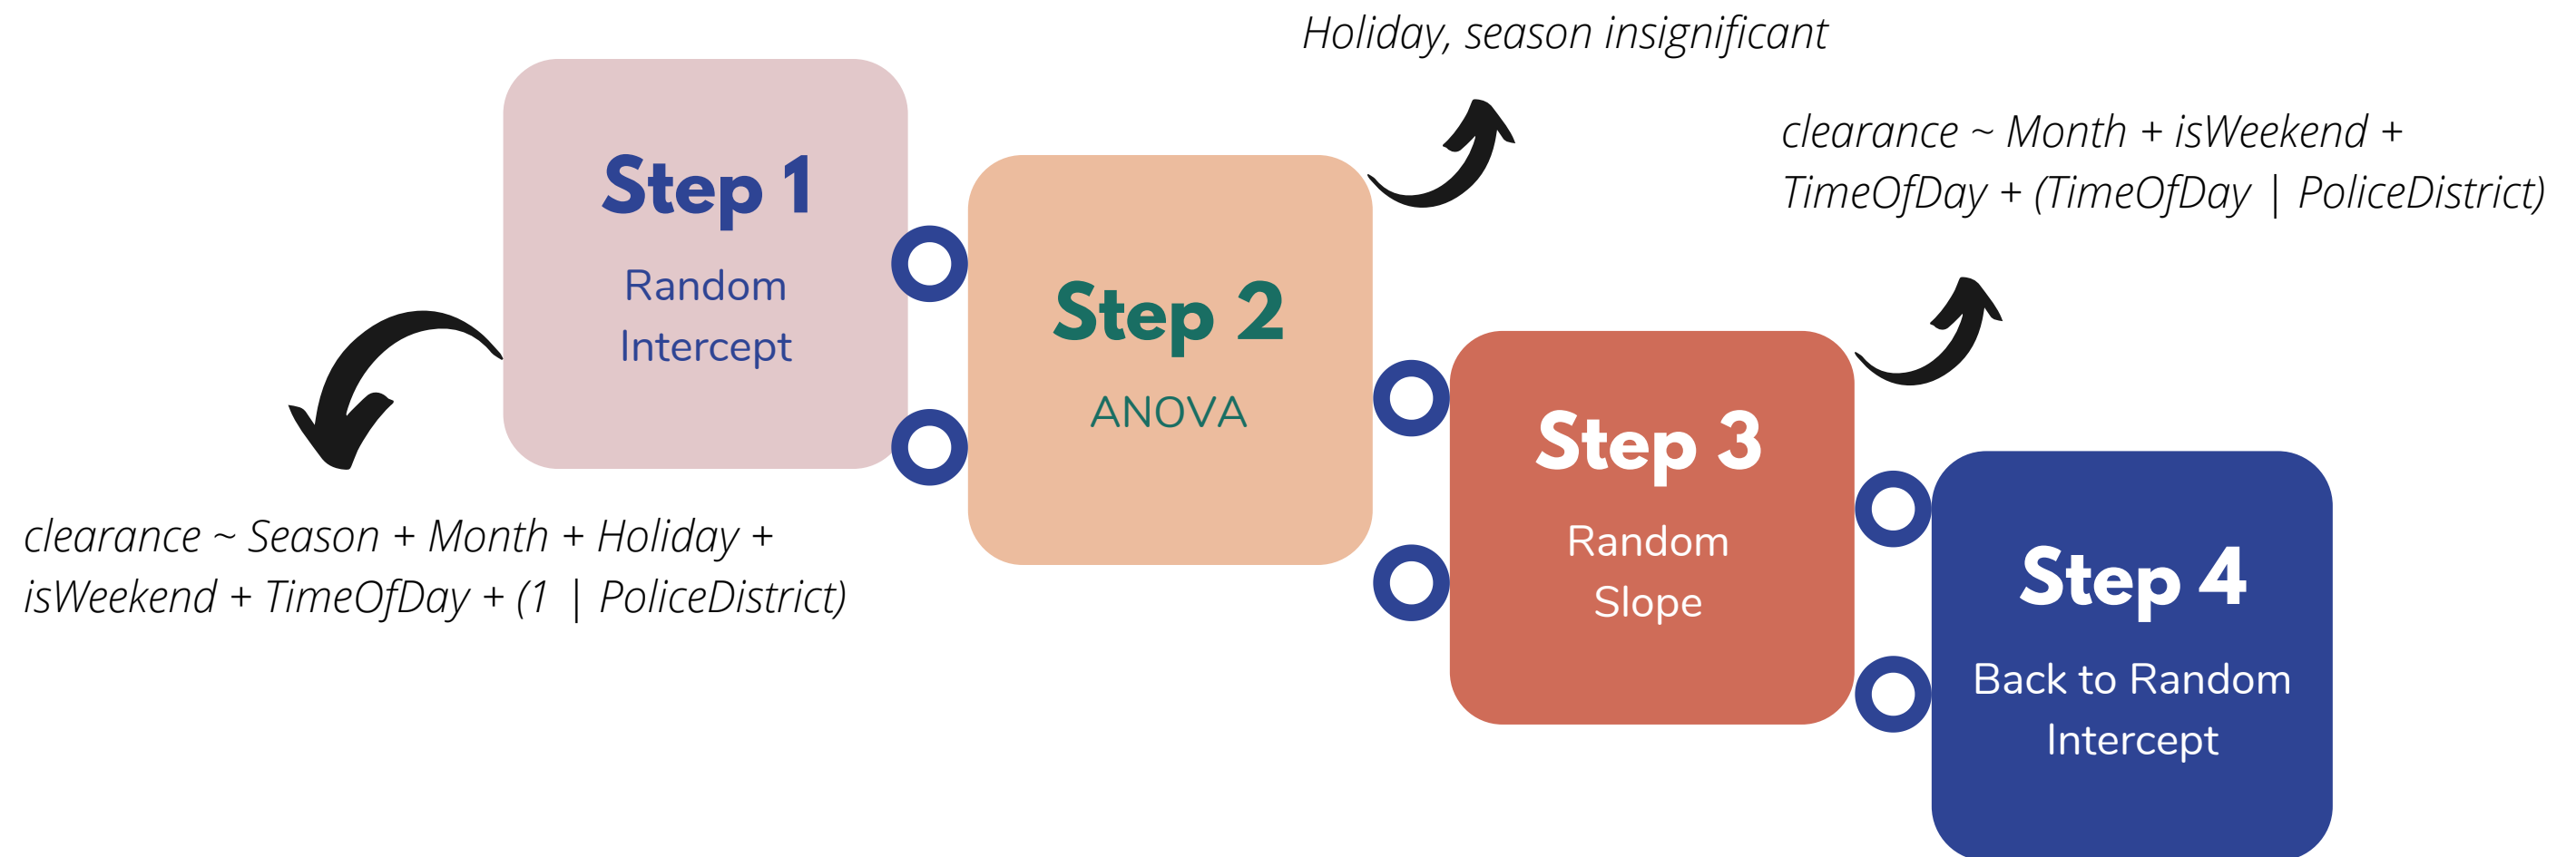 Holiday, season insignificant
Step 1
Random
Intercept
clearance ~ Season + Month + Holiday +
isWeekend + TimeOfDay + (1 | PoliceDistrict)
Step 2
ANOVA
clearance ~ Month + isWeekend +
TimeOfDay + (TimeOfDay | PoliceDistrict)
Step 3
Random
Slope
Step 4
Back to Random
Intercept